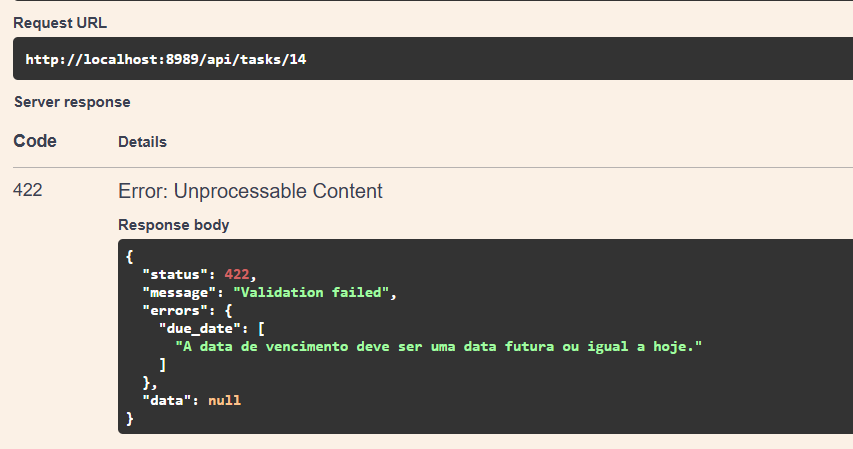 Request URL
http://localhost:8989/api/tasks/14
Server response
Code Details
422 Error: Unprocessable Content
Response body
{
  "status": 422,
  "message": "Validation failed",
  "errors": {
    "due_date": [
      "A data de vencimento deve ser uma data futura ou igual a hoje."
    ]
  },
  "data": null
}